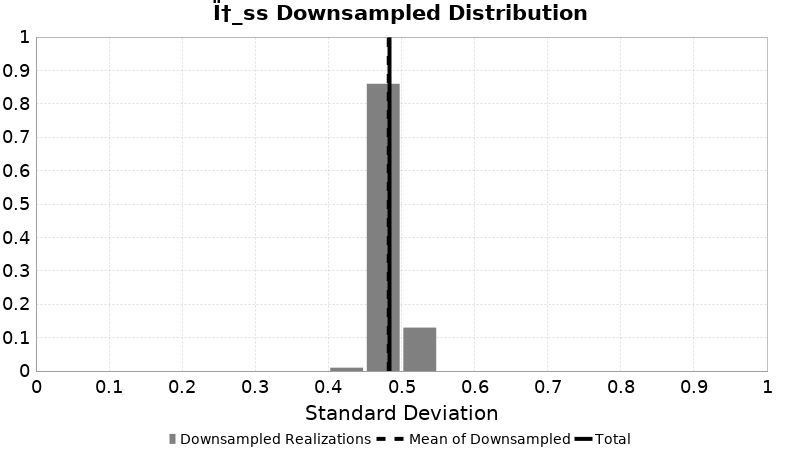 Ï†_ss Downsampled Distribution
1
0.9
0.8
0.7
0.6
0.5
0.4
0.3
0.2
0.1
0
0 0.1 0.2 0.3 0.4 0.5 0.6 0.7 0.8 0.9 1
Standard Deviation
Downsampled Realizations Mean of Downsampled Total